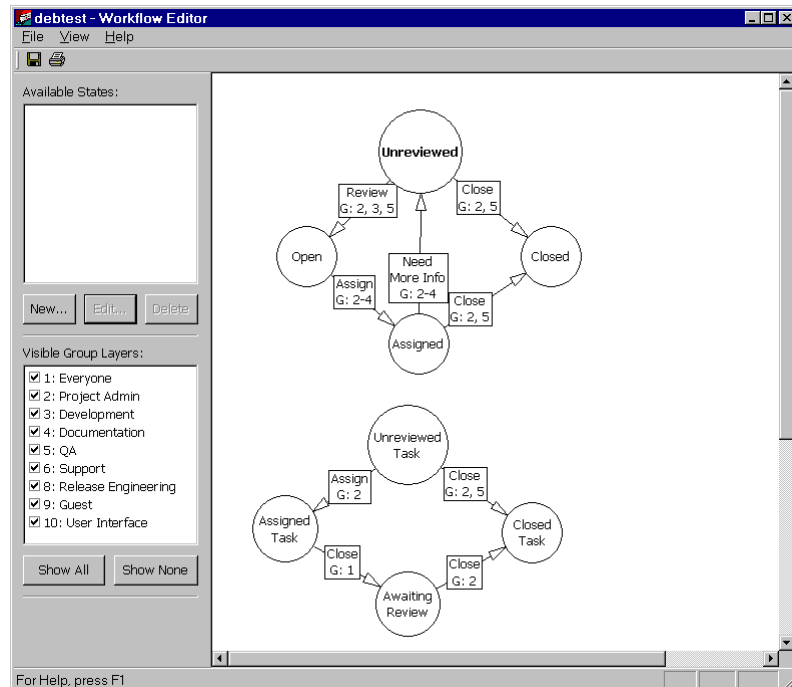 debtest - Workflow Editor
File View Help
Available States:
New... Edit... Delete
Visible Group Layers:
1: Everyone
2: Project Admin
3: Development
4: Documentation
5: QA
6: Support
8: Release Engineering
9: Guest
10: User Interface
Show All Show None
Unreviewed
Review
G: 2, 3, 5
Close
G: 2, 5
Open
Need
More Info
G: 2-4
Closed
Assign
G: 2-4
Close
G: 2, 5
Assigned
Unreviewed
Task
Assign
G: 2
Close
G: 2, 5
Assigned
Task
Closed
Task
Close
G: 1
Close
G: 2
Awaiting
Review
For Help, press F1